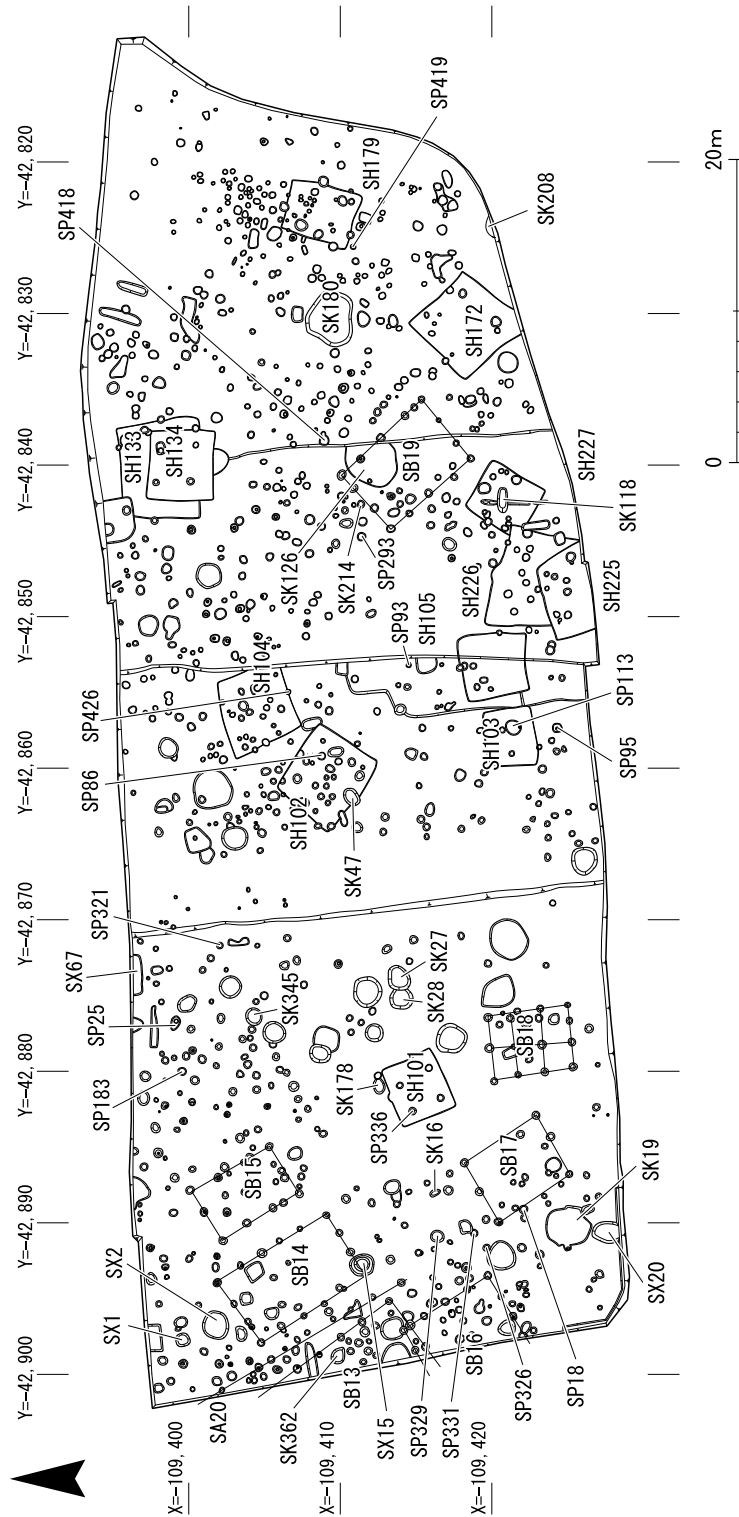 Y=-42, 820
Y=-42, 830
Y=-42, 840
Y=-42, 850
Y=-42, 860
Y=-42, 870
Y=-42, 880
Y=-42, 890
Y=-42, 900
X=-109, 400
X=-109, 410
X=-109, 420
20m
0
SP418
SP419
SH179
SK208
SK180
SH172
SH133
SH134
SB19
SH227
SK118
SK126
SK214
SP293
SH226
SH225
SP93
SH105
SH104
SP426
SP113
SH103
SP95
SP86
SH102
SK47
SP321
SX67
SP25
SK345
SK27
SK28
SB18
SP183
SK178
SH101
SP336
SK16
SB15
SB17
SK19
SX2
SX1
SB14
SX20
SA20
SK362
SB13
SX15
SP329
SP331
SB16
SP326
SP18